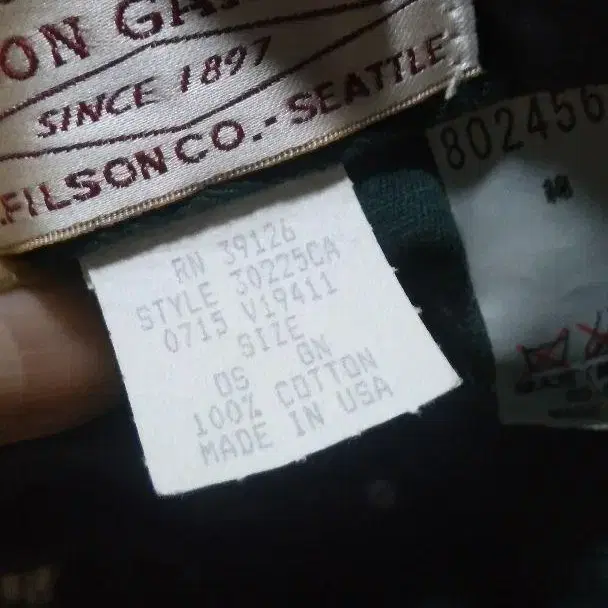 ON GA
SINCE 1897
.FILSON CO. - SEATTLE
RN 39126
STYLE 30225CA
0715 V19411
SIZE
OS GN
100% COTTON
MADE IN USA
802456